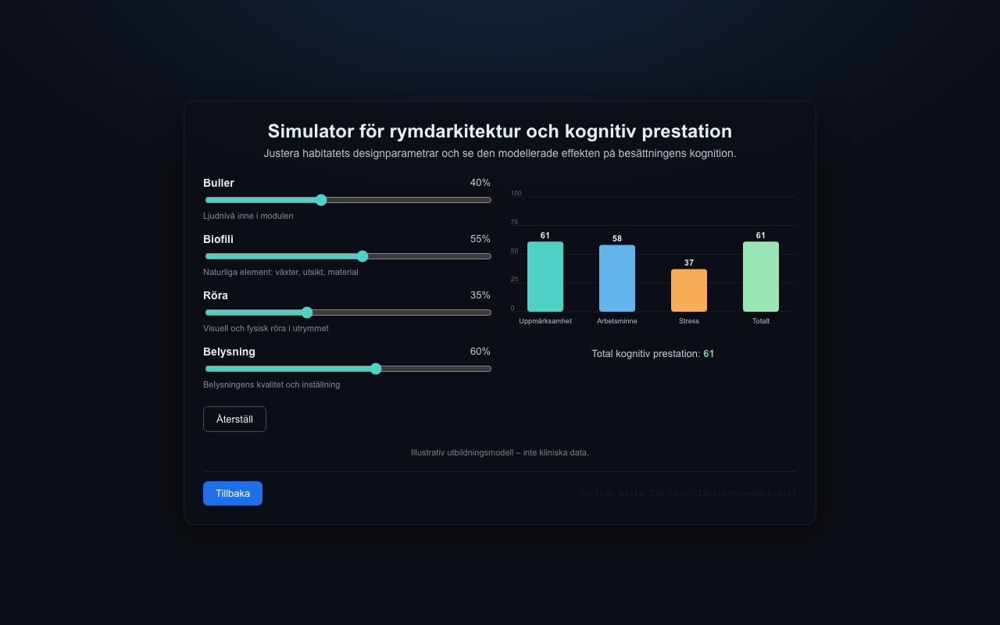 Simulator för rymdarkitektur och kognitiv prestation
Justera habitatets designparametrar och se den modellerade effekten på besättningens kognition.
Buller 40%
Ljudnivå inne i modulen
Biofili 55%
Naturliga element: växter, utsikt, material
Röra 35%
Visuell och fysisk röra i utrymmet
Belysning 60%
Belysningens kvalitet och inställning
Återställ
100
75
50
25
0
61 58 37 61
Uppmärksamhet Arbetsminne Stress Totalt
Total kognitiv prestation: 61
Illustrativ utbildningsmodell – inte kliniska data.
Tillbaka
Config: build_75m_rev2//ID:orbarch-matb-eval